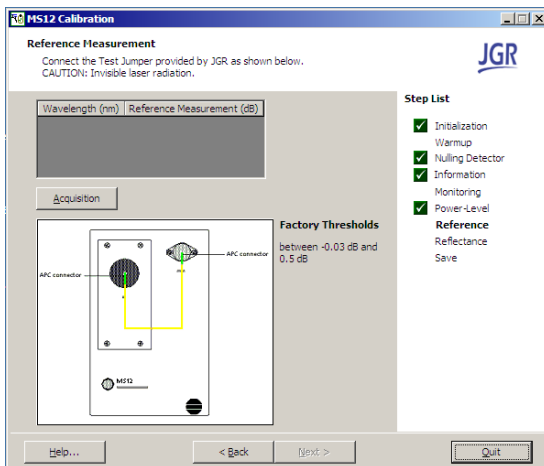 MS12 Calibration
Reference Measurement
Connect the Test Jumper provided by JGR as shown below.
CAUTION: Invisible laser radiation.
JGR
Wavelength (nm) Reference Measurement (dB)
Acquisition
APC connector
APC connector
MS12
Factory Thresholds
between -0.03 dB and
0.5 dB
Step List
Initialization
Warmup
Nulling Detector
Information
Monitoring
Power-Level
Reference
Reflectance
Save
Help...
< Back
Next >
Quit